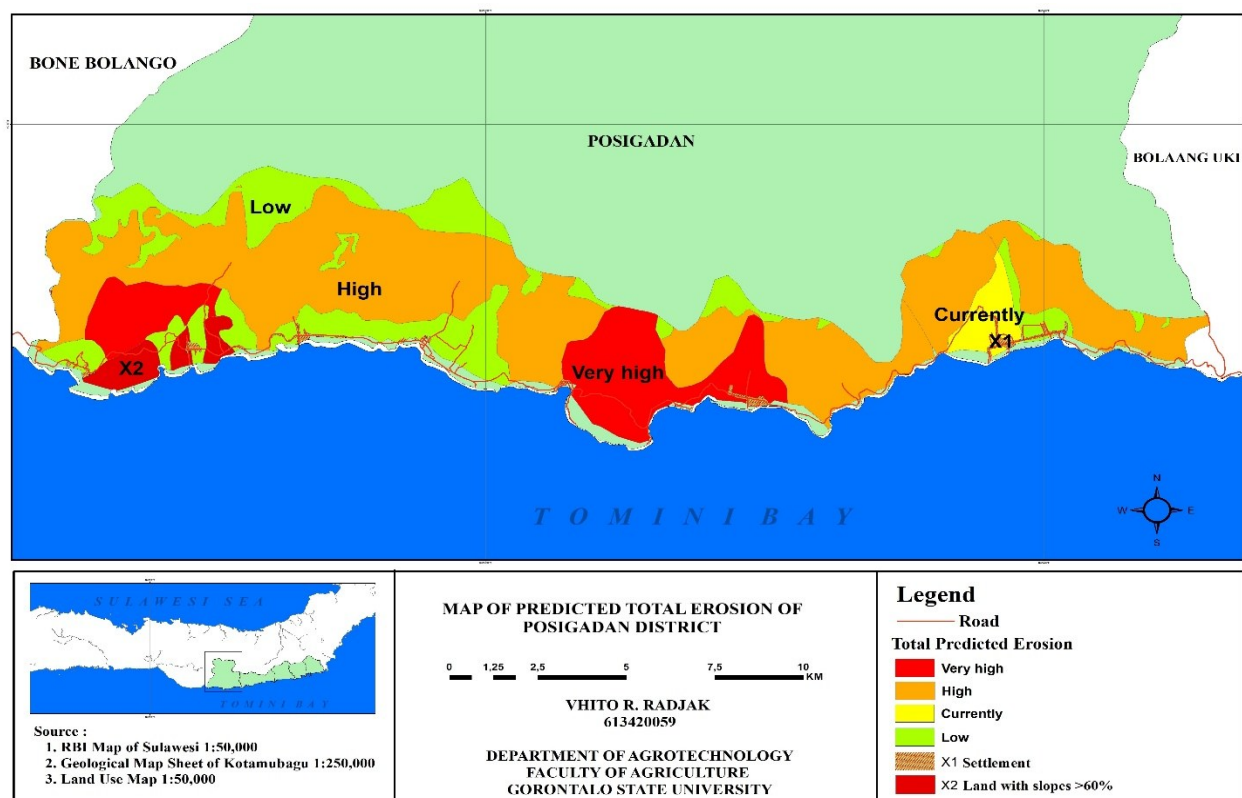 BONE BOLANGO
POSIGADAN
BOLAANG UKI
Low
High
Currently
X1
X2
Very high
TOMINI BAY
N
W E
S
SULAWESI SEA
TOMINI BAY
Source :
1. RBI Map of Sulawesi 1:50,000
2. Geological Map Sheet of Kotamubagu 1:250,000
3. Land Use Map 1:50,000
MAP OF PREDICTED TOTAL EROSION OF
POSIGADAN DISTRICT
0 1,25 2,5 5 7,5 10
KM
VHITO R. RADJAK
613420059
DEPARTMENT OF AGROTECHNOLOGY
FACULTY OF AGRICULTURE
GORONTALO STATE UNIVERSITY
Legend
Road
Total Predicted Erosion
Very high
High
Currently
Low
X1 Settlement
X2 Land with slopes >60%